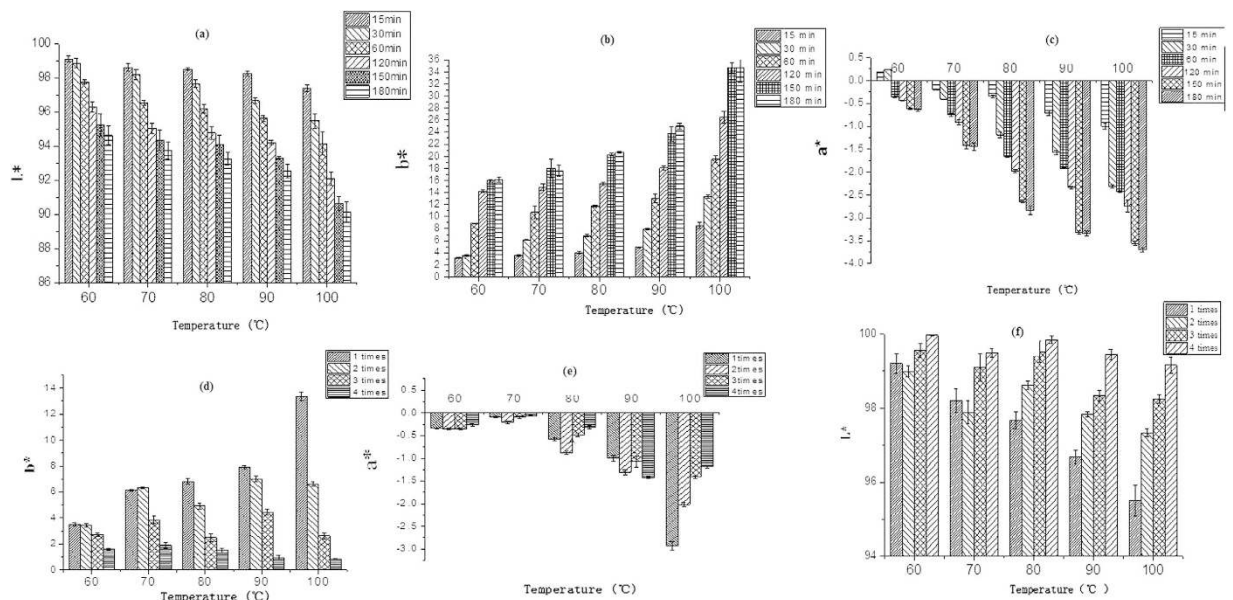 (a)
15min
30min
60min
120min
150min
180min
100
98
96
94
92
90
88
86
L*
60
70
80
90
100
Temperature (℃)
(b)
15 min
30 min
60 min
120 min
150 min
180 min
36
34
32
30
28
26
24
22
20
18
16
14
12
10
8
6
4
2
0
b*
60
70
80
90
100
Temperature (℃)
(c)
15 min
30 min
60 min
120 min
150 min
180 min
0.5
0.0
-0.5
-1.0
-1.5
-2.0
-2.5
-3.0
-3.5
-4.0
a*
60
70
80
90
100
Temperature (℃)
(d)
1 times
2 times
3 times
4 times
14
12
10
8
6
4
2
0
b*
60
70
80
90
100
Temperature (℃)
(e)
1times
2times
3times
4times
0.0
-0.5
-1.0
-1.5
-2.0
-2.5
-3.0
a*
60
70
80
90
100
Temperature (℃)
(f)
1 times
2 times
3 times
4 times
100
98
96
94
L*
60
70
80
90
100
Temperature (℃ )